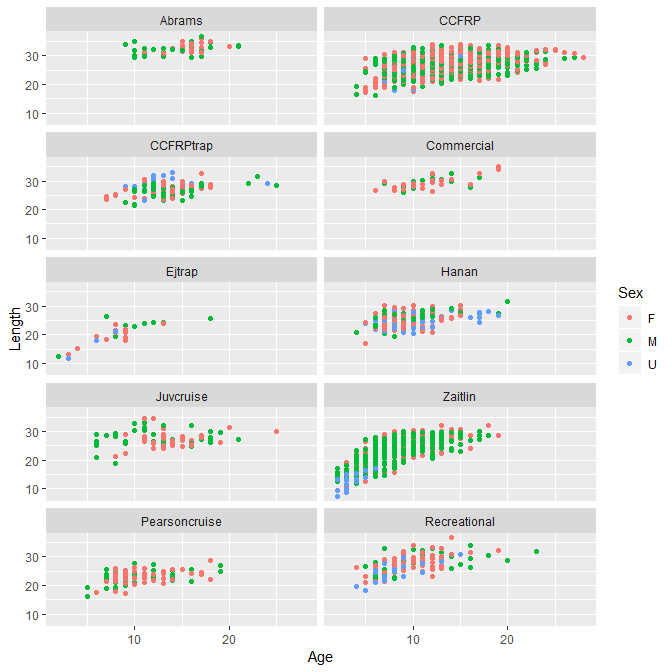 Abrams
CCFRP
30
20
10
CCFRPtrap
Commercial
30
20
10
Ejtrap
Hanan
30
20
10
Length
Sex
F
M
U
Juvcruise
Zaitlin
30
20
10
Pearsoncruise
Recreational
30
20
10
10
20
10
20
Age